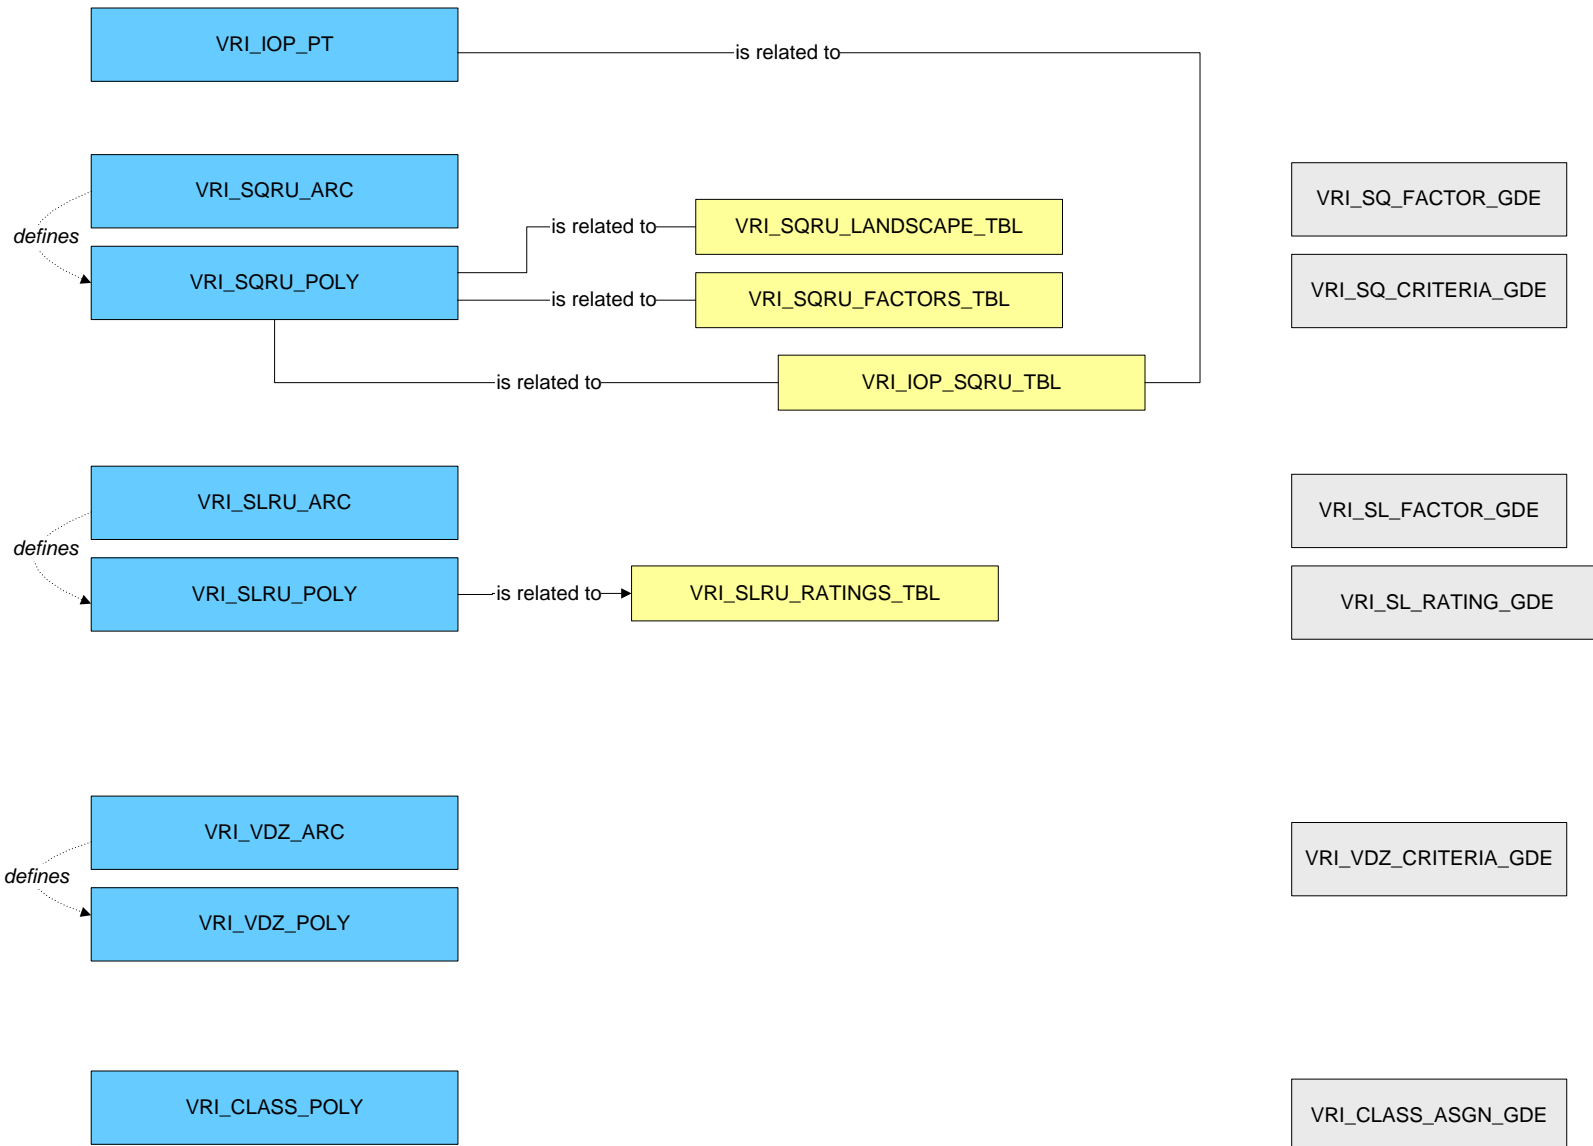 VRI_IOP_PT
is related to
VRI_SQRU_ARC
VRI_SQ_FACTOR_GDE
defines
is related to
VRI_SQRU_LANDSCAPE_TBL
VRI_SQRU_POLY
VRI_SQ_CRITERIA_GDE
is related to
VRI_SQRU_FACTORS_TBL
is related to
VRI_IOP_SQRU_TBL
VRI_SLRU_ARC
VRI_SL_FACTOR_GDE
defines
VRI_SLRU_POLY
is related to
VRI_SLRU_RATINGS_TBL
VRI_SL_RATING_GDE
VRI_VDZ_ARC
VRI_VDZ_CRITERIA_GDE
defines
VRI_VDZ_POLY
VRI_CLASS_POLY
VRI_CLASS_ASGN_GDE